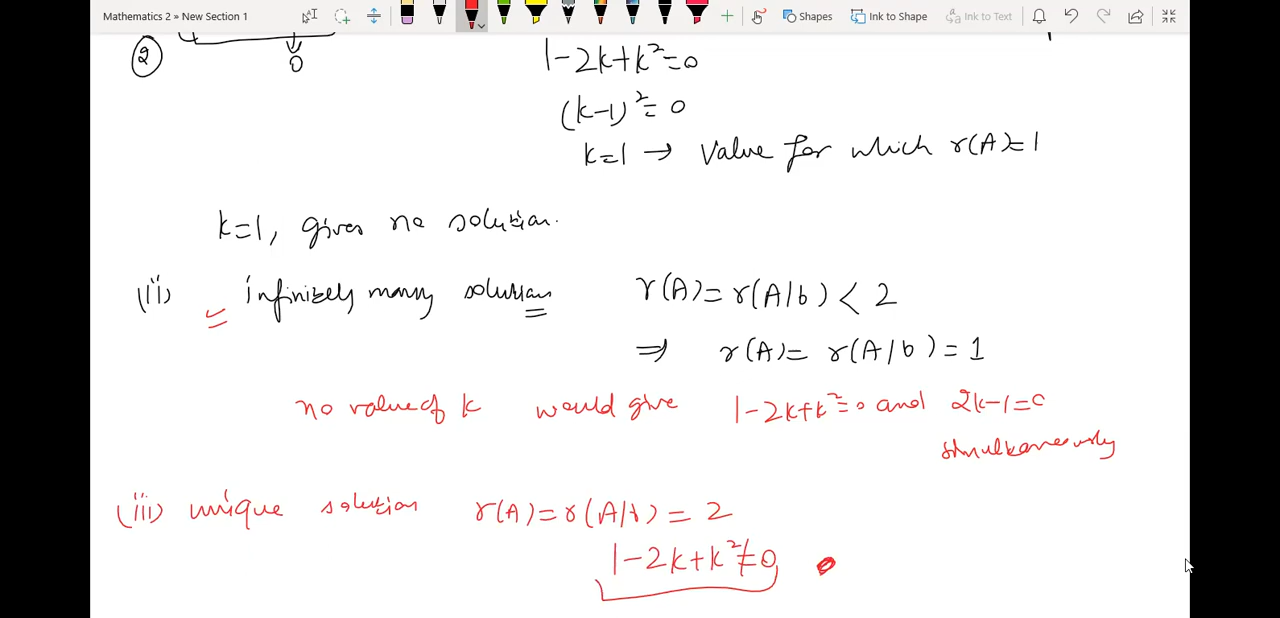 Mathematics 2 » New Section 1
Shapes
Ink to Shape
Ink to Text
②
0
1-2k+k²=0
(k-1)²=0
k=1 → value for which r(A)=1
k=1, gives no solution.
(ii) infinitely many solution r(A)=r(A/b)<2
⇒ r(A)=r(A/b)=1
no value of k would give 1-2k+k²=0 and 2k-1=0
simultaneously
(iii) unique solution r(A)=r(A/b)=2
1-2k+k²≠0